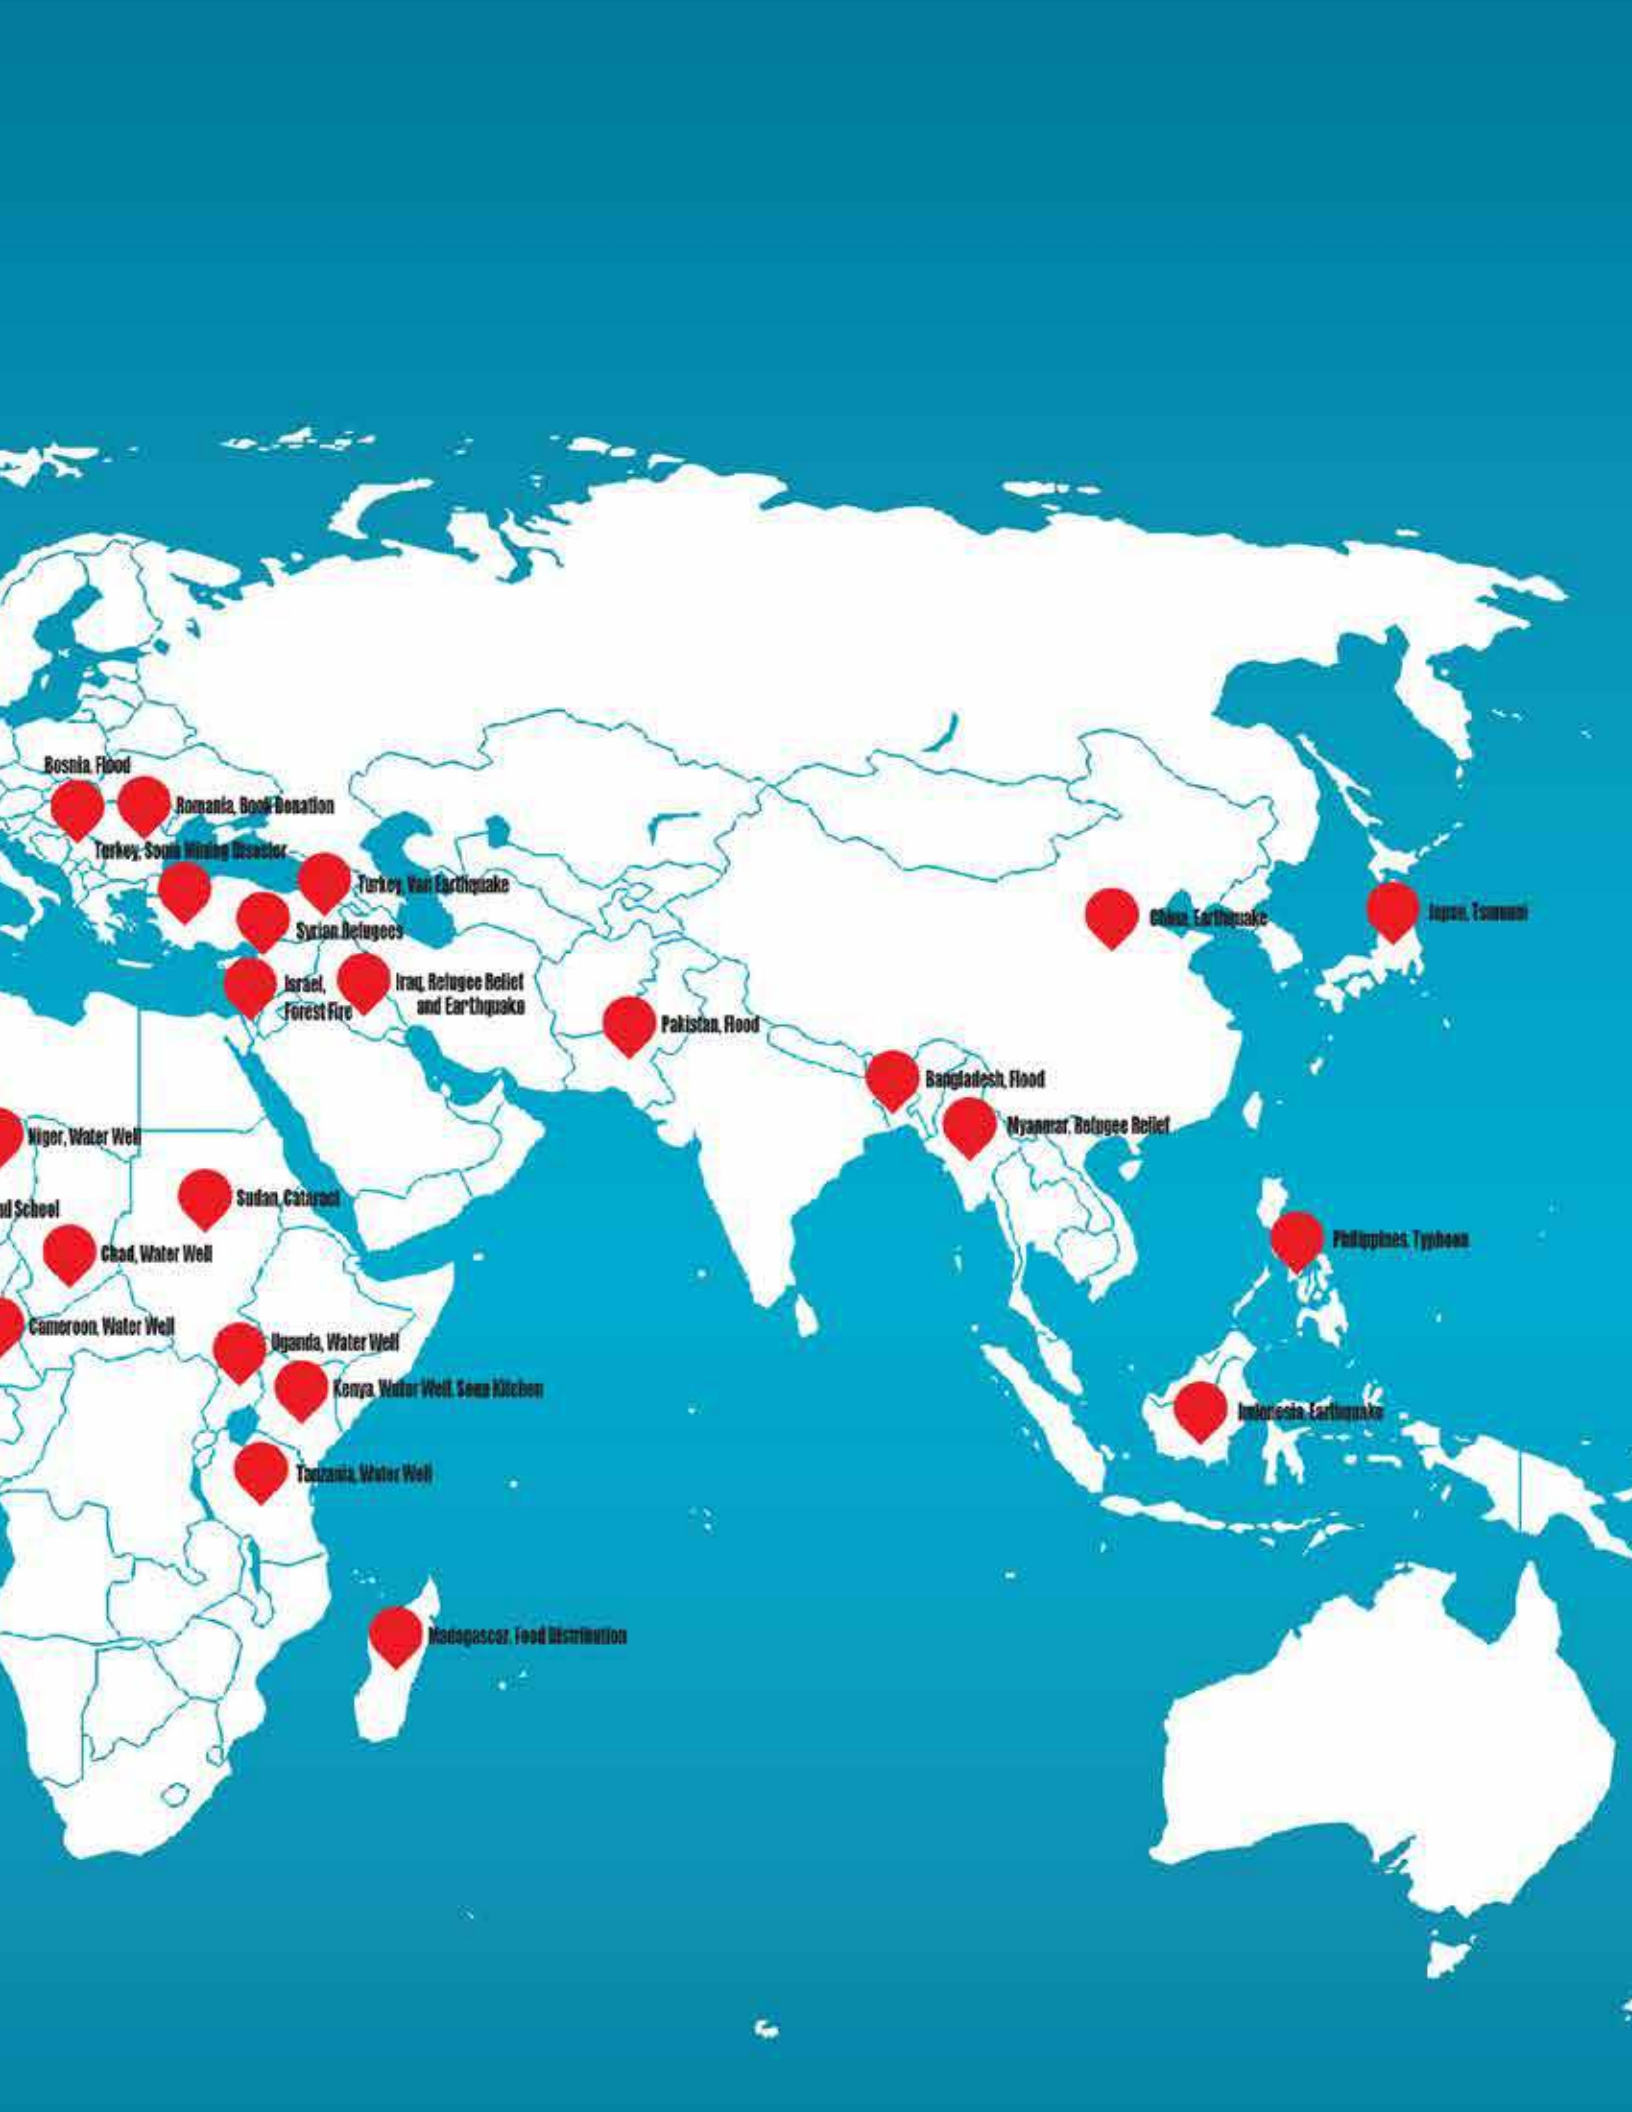 Bosnia, Flood
Romania, Book Donation
Turkey, Soma Mining Disaster
Turkey, Van Earthquake
Syrian Refugees
China, Earthquake
Japan, Tsunami
Israel,
Forest Fire
Iraq, Refugee Relief
and Earthquake
Pakistan, Flood
Bangladesh, Flood
Myanmar, Refugee Relief
Niger, Water Well
Sudan, Cataract
School
Chad, Water Well
Philippines, Typhoon
Cameroon, Water Well
Uganda, Water Well
Kenya, Water Well, Soup Kitchen
Indonesia, Earthquake
Tanzania, Water Well
Madagascar, Food Distribution